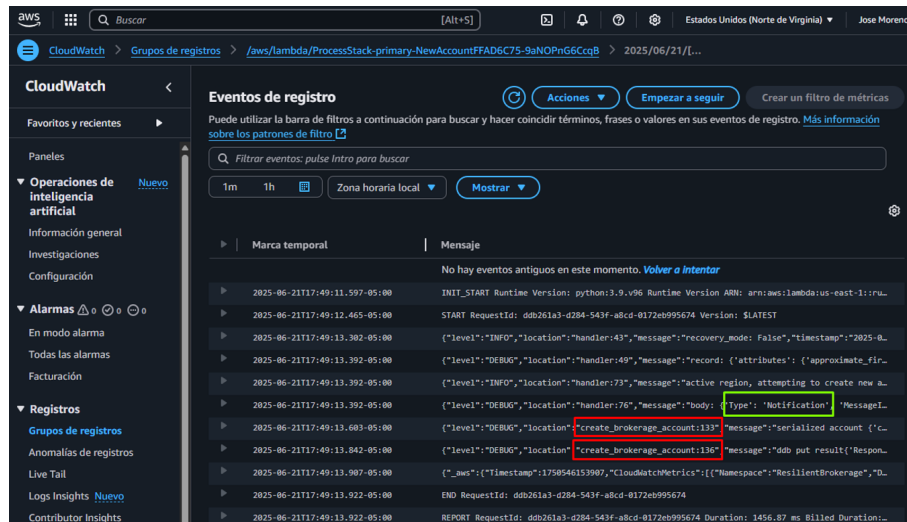 aws
Buscar
[Alt+S]
Estados Unidos (Norte de Virginia) ▼
Jose Moreno
CloudWatch > Grupos de registros > /aws/lambda/ProcessStack-primary-NewAccountFFAD6C75-9aNOPnG6CcqB > 2025/06/21/[...
CloudWatch
Favoritos y recientes
Paneles
Operaciones de inteligencia artificial
Nuevo
Información general
Investigaciones
Configuración
Alarmas 0 0 0
En modo alarma
Todas las alarmas
Facturación
Registros
Grupos de registros
Anomalías de registros
Live Tail
Logs Insights Nuevo
Contributor Insights
Eventos de registro
Acciones ▼
Empezar a seguir
Crear un filtro de métricas
Puede utilizar la barra de filtros a continuación para buscar y hacer coincidir términos, frases o valores en sus eventos de registro. Más información
sobre los patrones de filtro
Filtrar eventos: pulse Intro para buscar
1m 1h
Zona horaria local ▼
Mostrar ▼
Marca temporal Mensaje
No hay eventos antiguos en este momento. Volver a intentar
2025-06-21T17:49:11.597-05:00 INIT_START Runtime Version: python:3.9.v96 Runtime Version ARN: arn:aws:lambda:us-east-1::ru…
2025-06-21T17:49:12.465-05:00 START RequestId: ddb261a3-d284-543f-a8cd-0172eb995674 Version: $LATEST
2025-06-21T17:49:13.302-05:00 {"level":"INFO","location":"handler:43","message":"recovery_mode: False","timestamp":"2025-0…
2025-06-21T17:49:13.392-05:00 {"level":"DEBUG","location":"handler:49","message":"record: {'attributes': {'approximate_fir…
2025-06-21T17:49:13.392-05:00 {"level":"INFO","location":"handler:73","message":"active region, attempting to create new a…
2025-06-21T17:49:13.392-05:00 {"level":"DEBUG","location":"handler:76","message":"body: {'Type': 'Notification', 'MessageI…
2025-06-21T17:49:13.603-05:00 {"level":"DEBUG","location":"create_brokerage_account:133","message":"serialized account {'c…
2025-06-21T17:49:13.842-05:00 {"level":"DEBUG","location":"create_brokerage_account:136","message":"ddb put result{'Respon…
2025-06-21T17:49:13.907-05:00 {"_aws":{"Timestamp":1750546153907,"CloudWatchMetrics":[{"Namespace":"ResilientBrokerage","D…
2025-06-21T17:49:13.922-05:00 END RequestId: ddb261a3-d284-543f-a8cd-0172eb995674
2025-06-21T17:49:13.922-05:00 REPORT RequestId: ddb261a3-d284-543f-a8cd-0172eb995674 Duration: 1456.87 ms Billed Duration:…